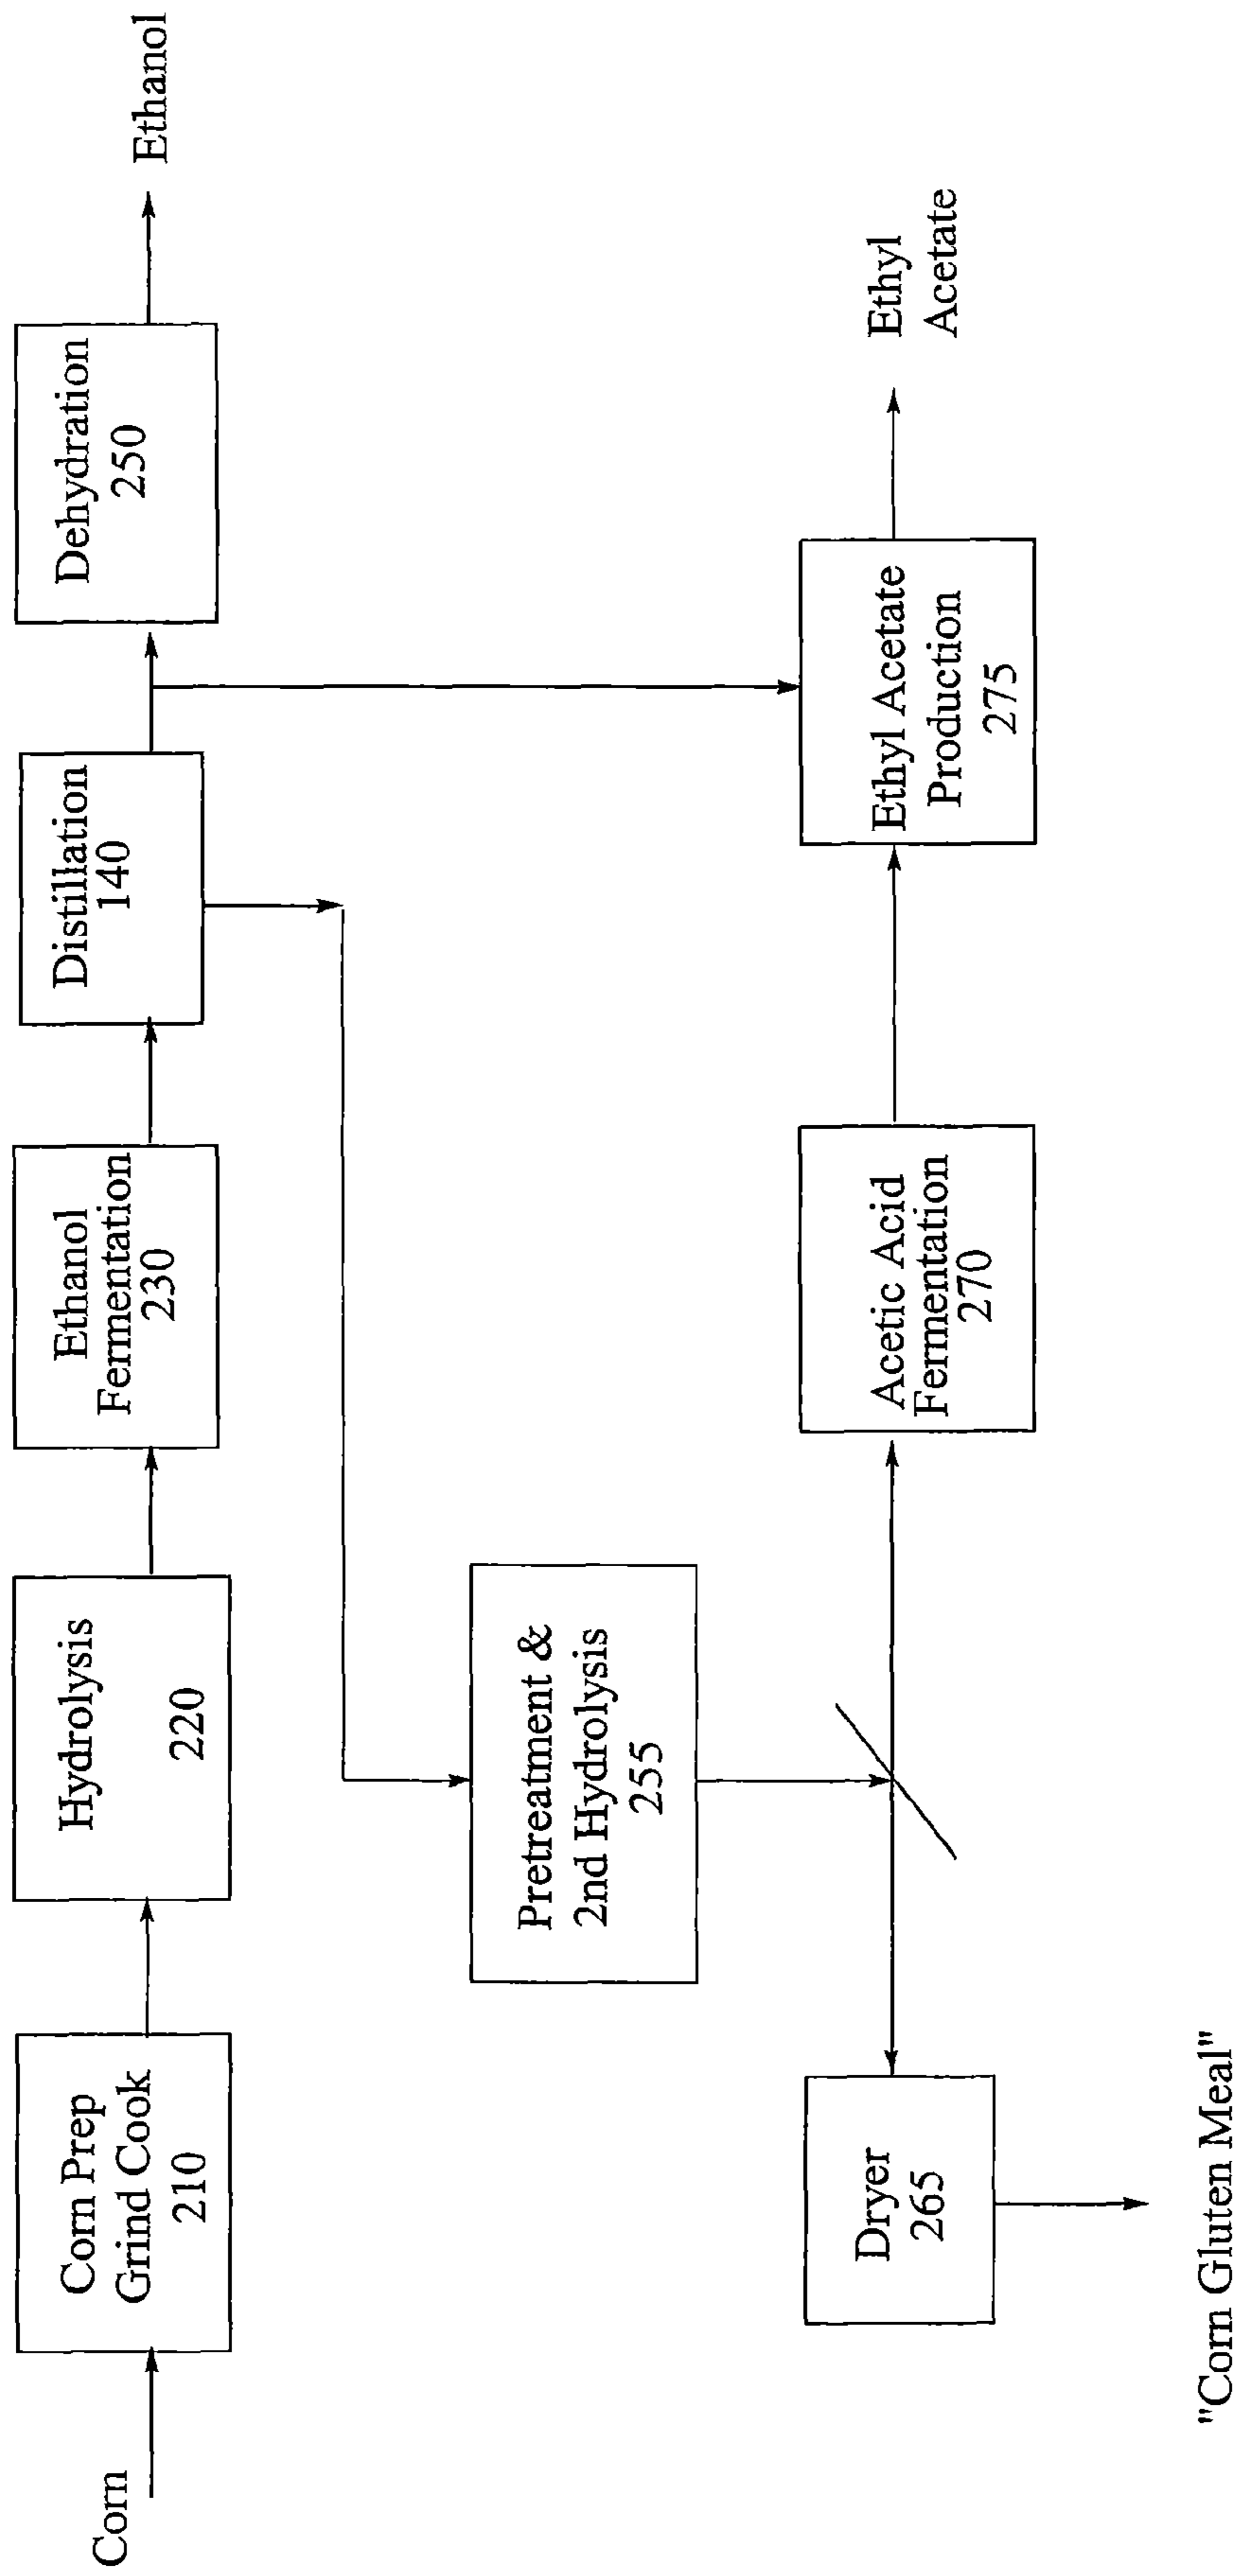 Corn
Corn Prep
Grind Cook
210
Hydrolysis
220
Ethanol
Fermentation
230
Distillation
140
Dehydration
250
Ethanol
Pretreatment &
2nd Hydrolysis
255
Dryer
265
"Corn Gluten Meal"
Acetic Acid
Fermentation
270
Ethyl Acetate
Production
275
Ethyl
Acetate